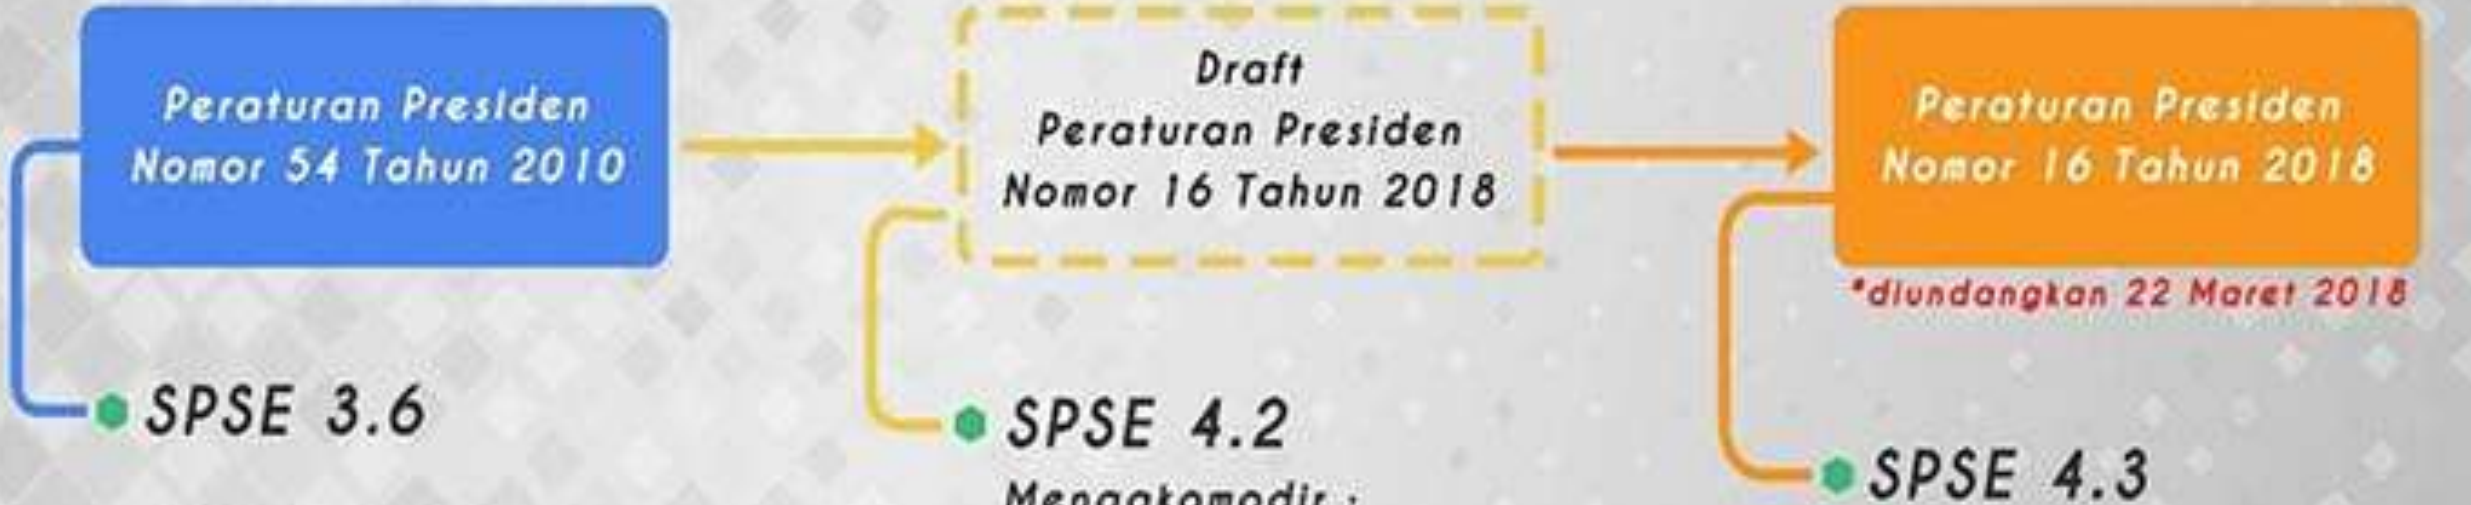 Peraturan Presiden
Nomor 54 Tahun 2010
SPSE 3.6
Draft
Peraturan Presiden
Nomor 16 Tahun 2018
SPSE 4.2
Mengakomodir :
Peraturan Presiden
Nomor 16 Tahun 2018
*diundangkan 22 Maret 2018
SPSE 4.3